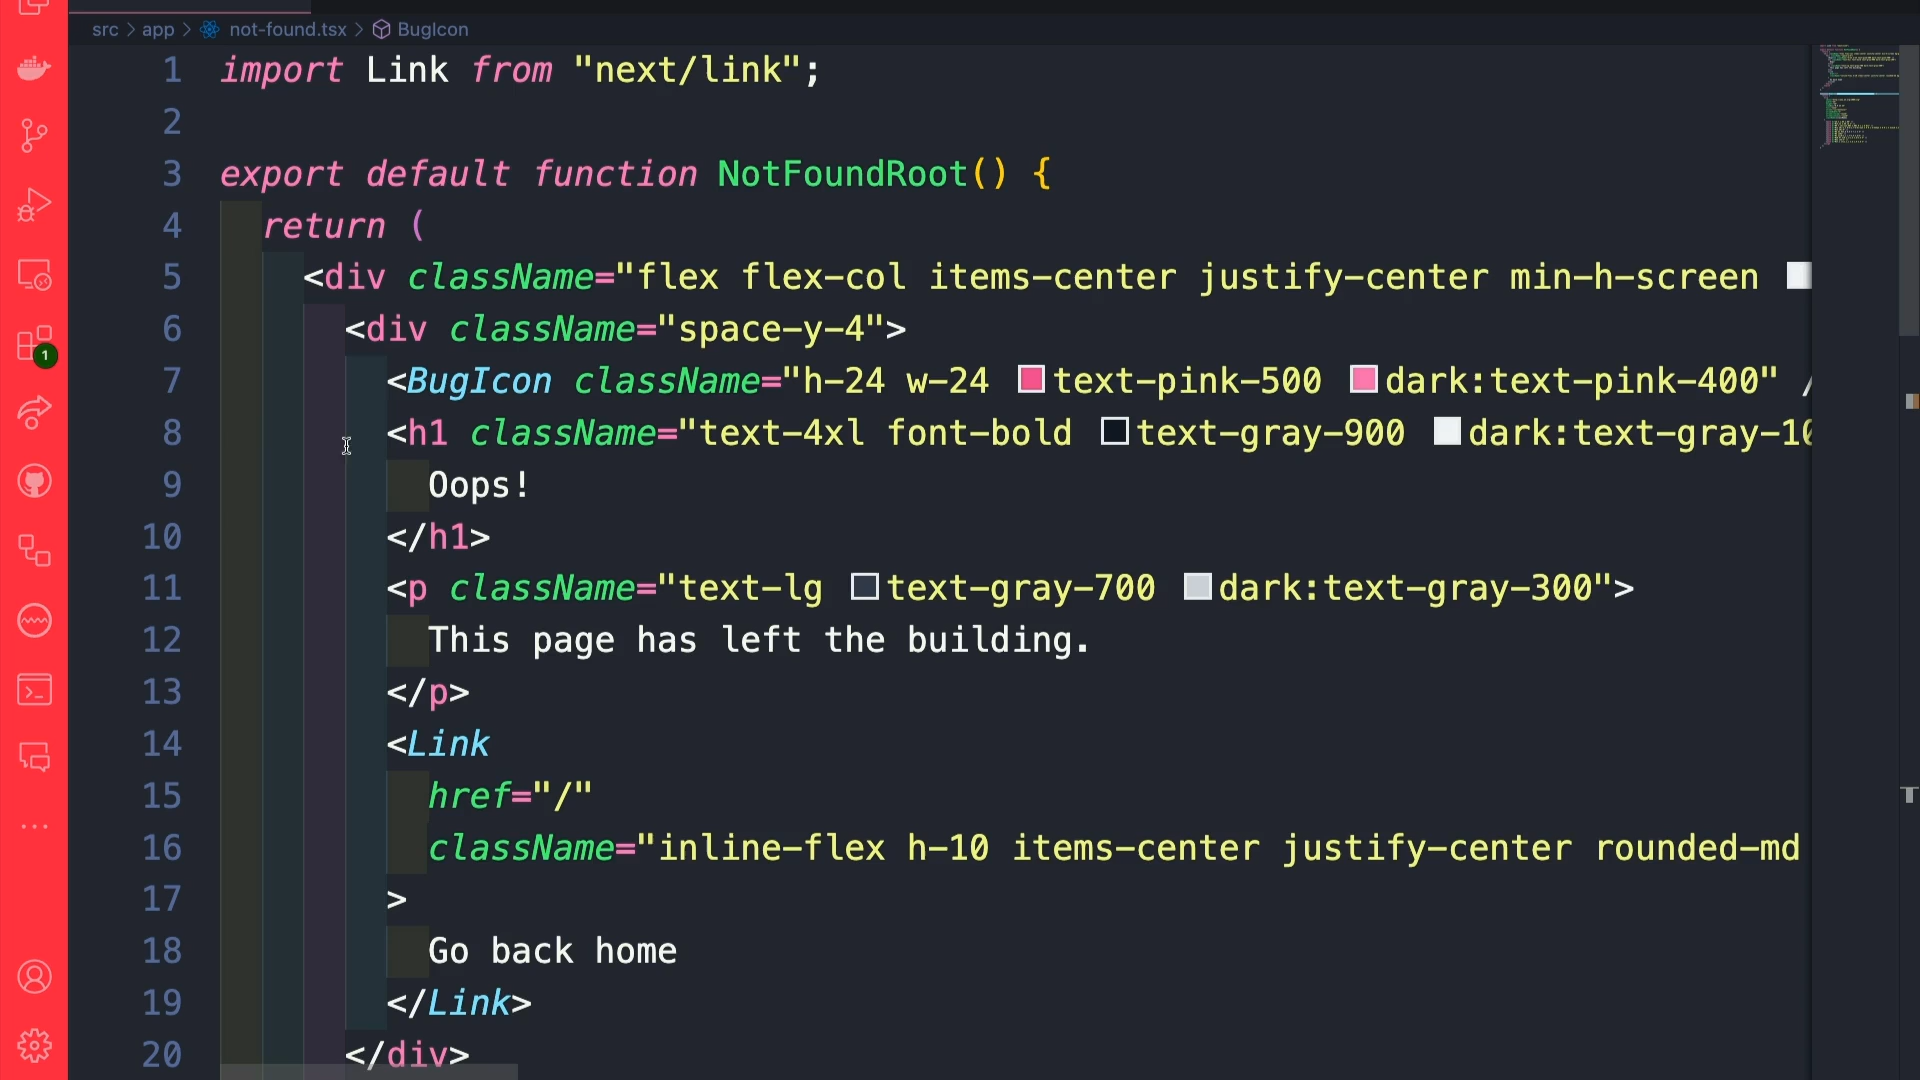 src > app > not-found.tsx > BugIcon
1 import Link from "next/link";
2
3 export default function NotFoundRoot() {
4 return (
5 <div className="flex flex-col items-center justify-center min-h-screen
6 <div className="space-y-4">
7 <BugIcon className="h-24 w-24 text-pink-500 dark:text-pink-400" /
8 <h1 className="text-4xl font-bold text-gray-900 dark:text-gray-10
9 Oops!
10 </h1>
11 <p className="text-lg text-gray-700 dark:text-gray-300">
12 This page has left the building.
13 </p>
14 <Link
15 href="/"
16 className="inline-flex h-10 items-center justify-center rounded-md
17 >
18 Go back home
19 </Link>
20 </div>
1